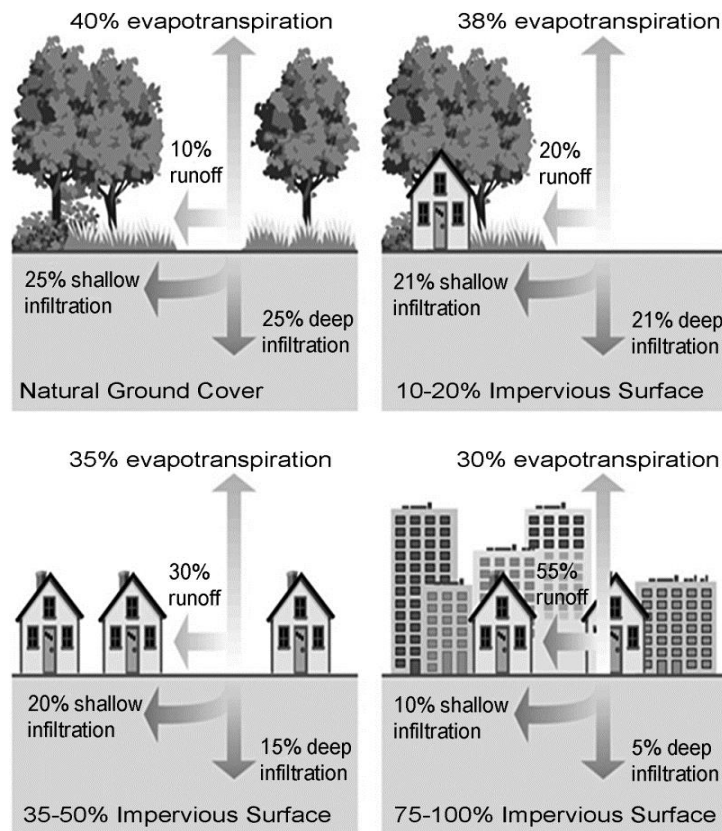 40% evapotranspiration
10%
runoff
25% shallow
infiltration
25% deep
infiltration
Natural Ground Cover
38% evapotranspiration
20%
runoff
21% shallow
infiltration
21% deep
infiltration
10-20% Impervious Surface
35% evapotranspiration
30%
runoff
20% shallow
infiltration
15% deep
infiltration
35-50% Impervious Surface
30% evapotranspiration
55%
runoff
10% shallow
infiltration
5% deep
infiltration
75-100% Impervious Surface